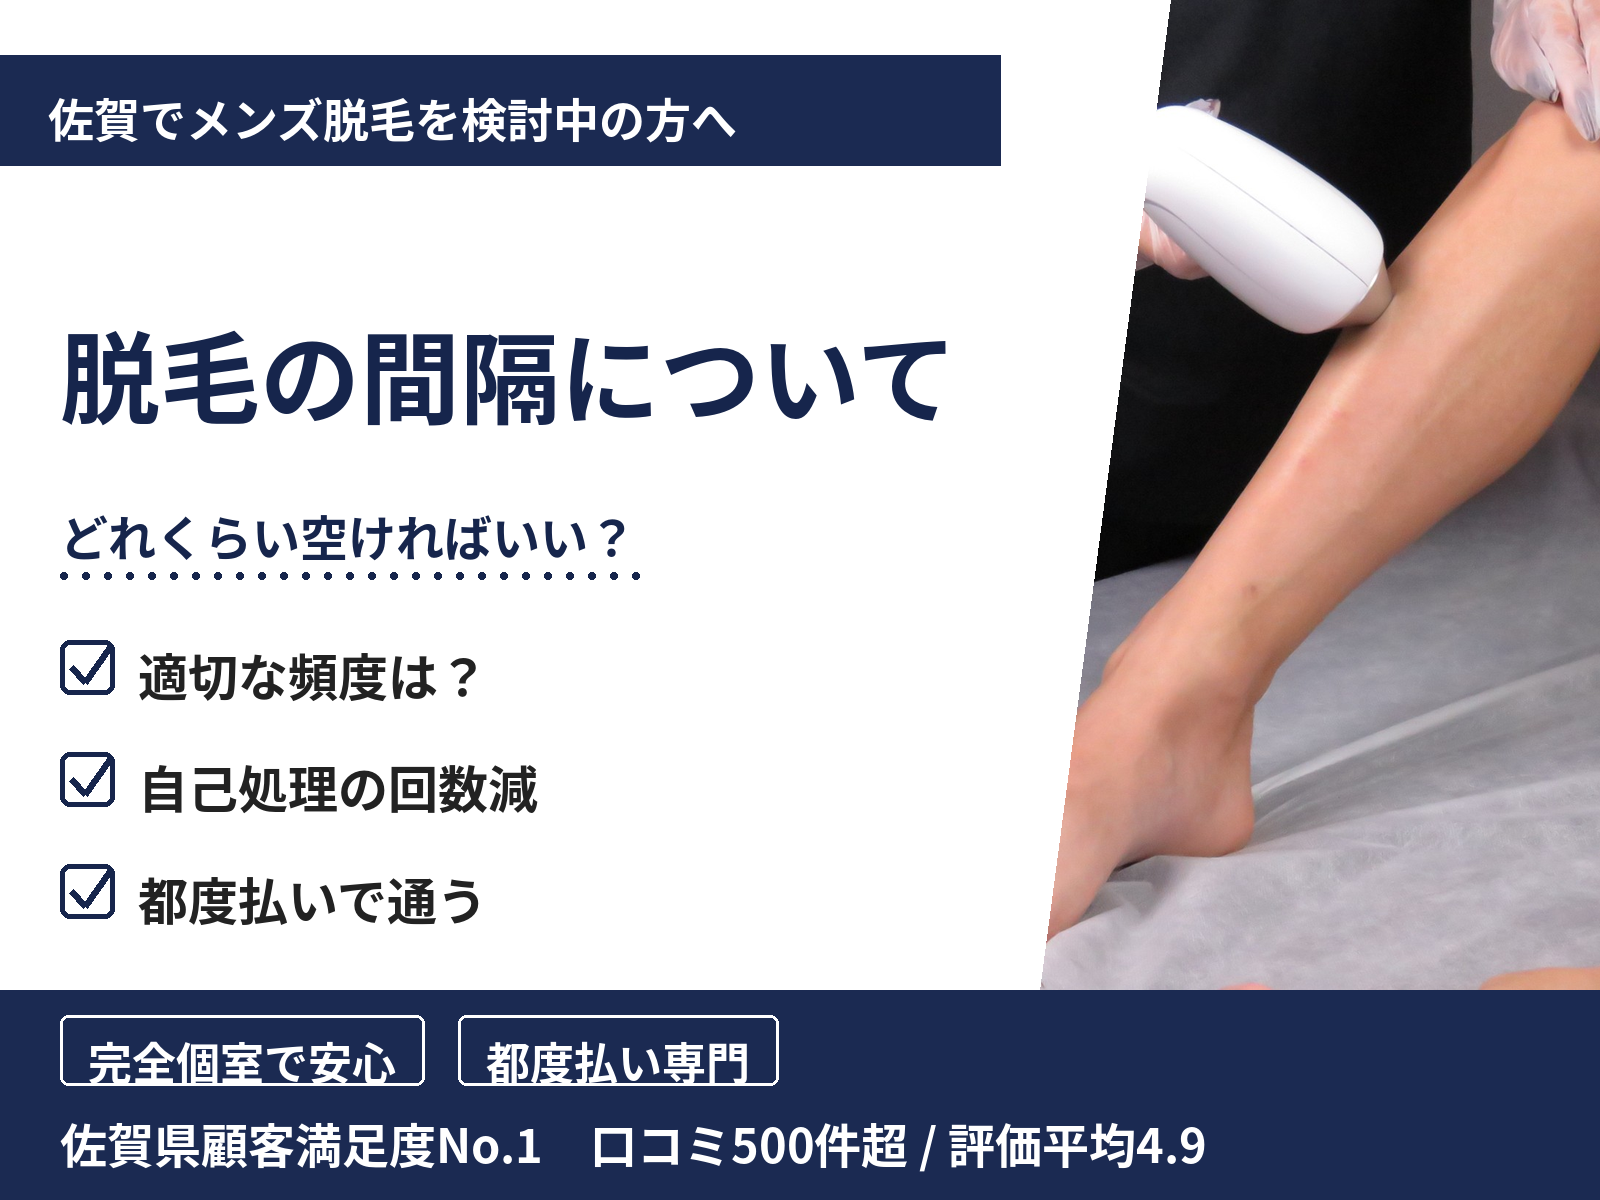 佐賀でメンズ脱毛を検討中の方へ
脱毛の間隔について
どれくらい空ければいい？
適切な頻度は？
自己処理の回数減
都度払いで通う
完全個室で安心
都度払い専門
佐賀県顧客満足度No.1　口コミ500件超 / 評価平均4.9